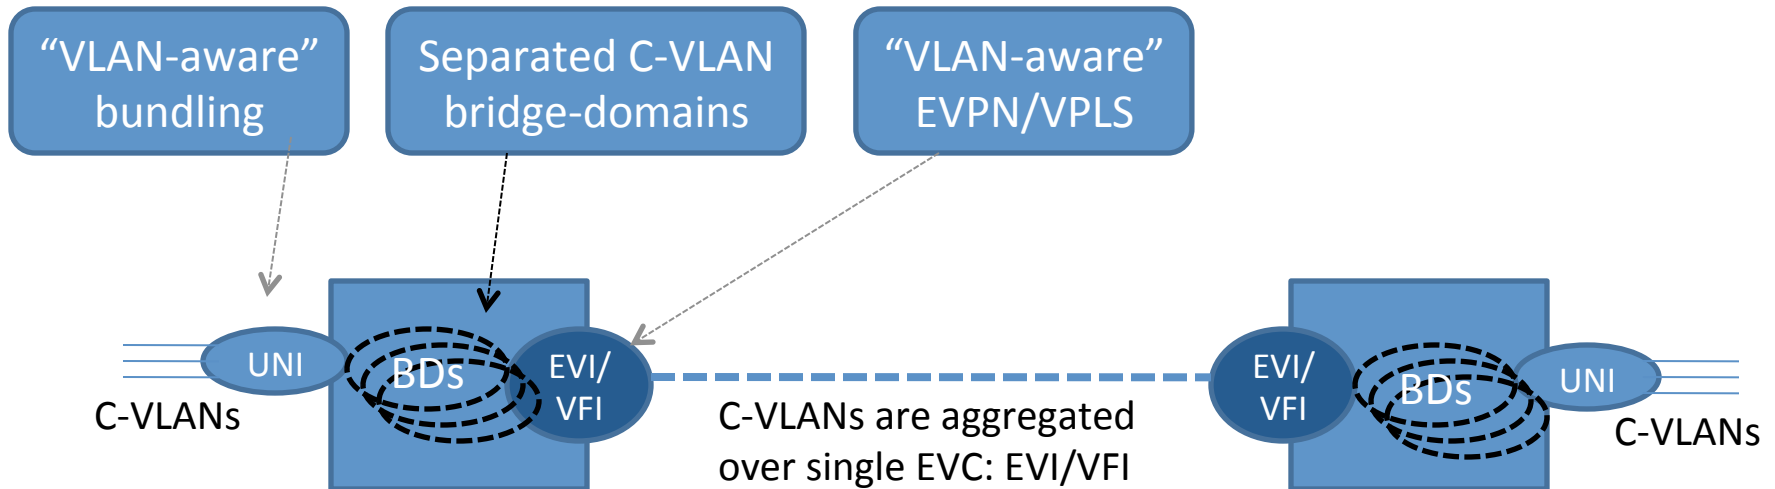 “VLAN-aware”
bundling
Separated C-VLAN
bridge-domains
“VLAN-aware”
EVPN/VPLS
UNI
BDs
EVI/
VFI
C-VLANs
C-VLANs are aggregated
over single EVC: EVI/VFI
EVI/
VFI
BDs
UNI
C-VLANs